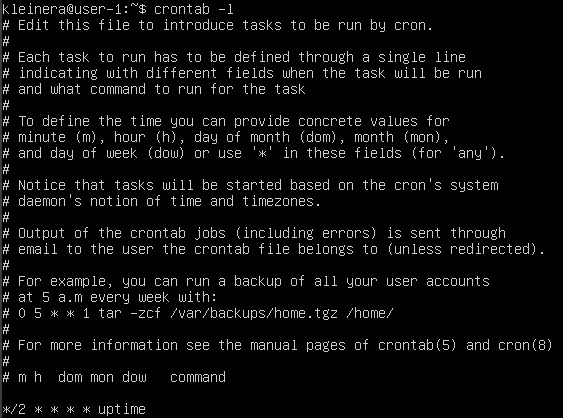 kleinera@user-1:~$ crontab -l
# Edit this file to introduce tasks to be run by cron.
#
# Each task to run has to be defined through a single line
# indicating with different fields when the task will be run
# and what command to run for the task
#
# To define the time you can provide concrete values for
# minute (m), hour (h), day of month (dom), month (mon),
# and day of week (dow) or use '*' in these fields (for 'any').
#
# Notice that tasks will be started based on the cron's system
# daemon's notion of time and timezones.
#
# Output of the crontab jobs (including errors) is sent through
# email to the user the crontab file belongs to (unless redirected).
#
# For example, you can run a backup of all your user accounts
# at 5 a.m every week with:
# 0 5 * * 1 tar -zcf /var/backups/home.tgz /home/
#
# For more information see the manual pages of crontab(5) and cron(8)
#
# m h  dom mon dow   command

*/2 * * * * uptime